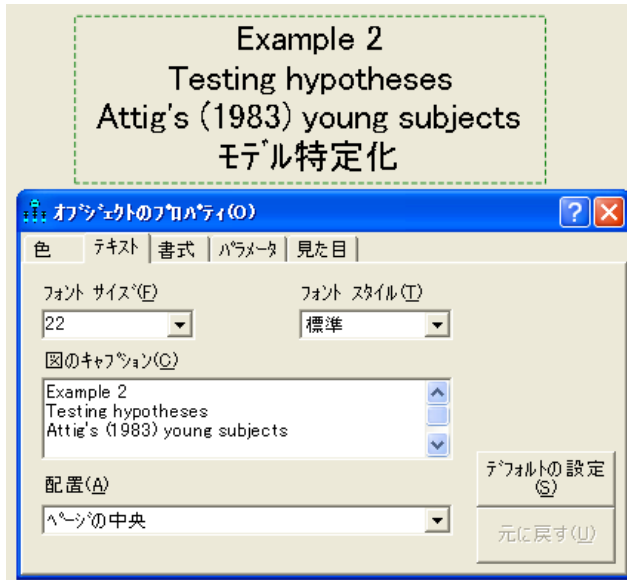 Example 2
Testing hypotheses
Attig's (1983) young subjects
モデル特定化
オブジェクトのプロパティ(O)
色 テキスト 書式 パラメータ 見た目
フォント サイズ(F) フォント スタイル(T)
22 標準
図のキャプション(C)
Example 2
Testing hypotheses
Attig's (1983) young subjects
配置(A)
ページの中央
デフォルトの設定
(S)
元に戻す(U)